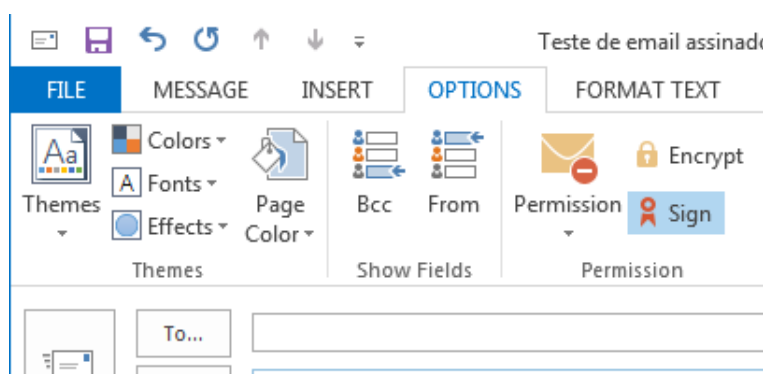 Teste de email assinado
FILE MESSAGE INSERT OPTIONS FORMAT TEXT
Aa Colors
A Fonts
Effects
Themes
Page
Color
Bcc From
Permission
Encrypt
Sign
Themes Show Fields Permission
To...